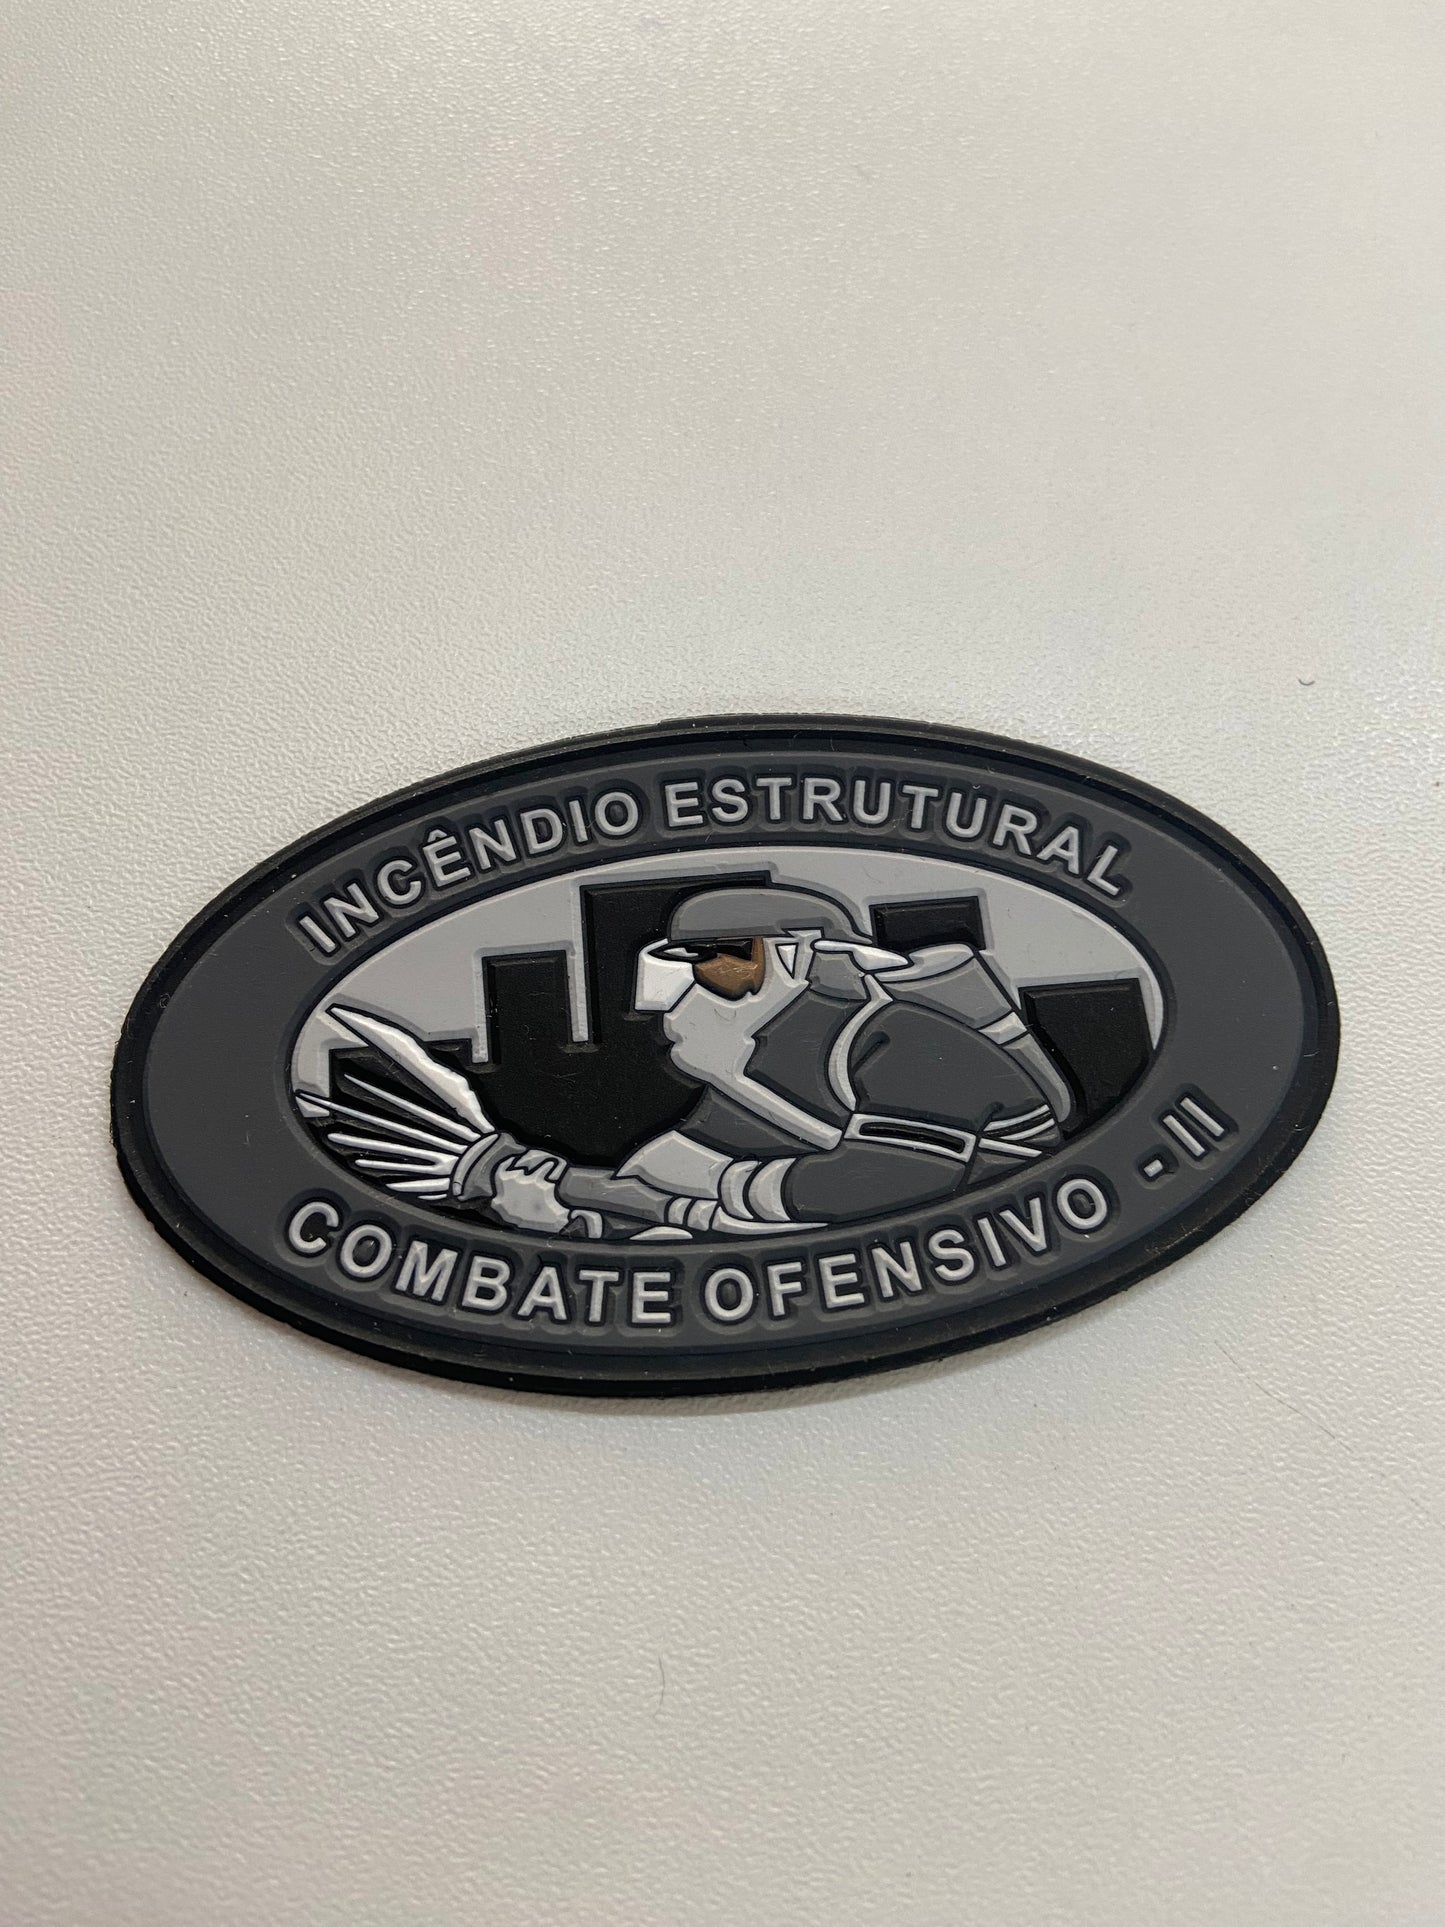 INCÊNDIO ESTRUTURAL
COMBATE OFENSIVO - II